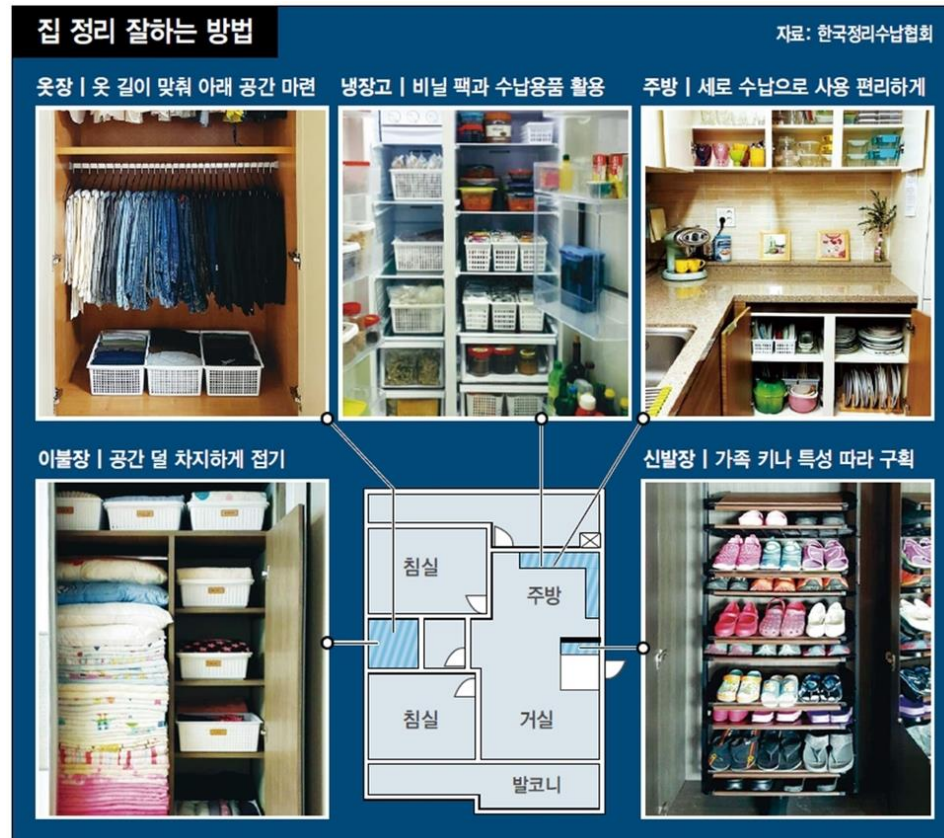 집 정리 잘하는 방법
자료: 한국정리수납협회
옷장 | 옷 길이 맞춰 아래 공간 마련
냉장고 | 비닐 팩과 수납용품 활용
주방 | 세로 수납으로 사용 편리하게
이불장 | 공간 덜 차지하게 접기
신발장 | 가족 키나 특성 따라 구획
침실
주방
침실
거실
발코니